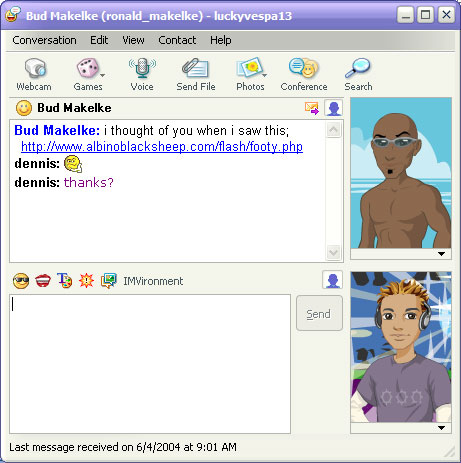 Bud Makelke (ronald_makelke) - luckyvespa13
Conversation Edit View Contact Help
Webcam Games Voice Send File Photos Conference Search
Bud Makelke
Bud Makelke: i thought of you when i saw this;
http://www.albinoblacksheep.com/flash/footy.php
dennis:
dennis: thanks?
IMVironment
Send
Last message received on 6/4/2004 at 9:01 AM